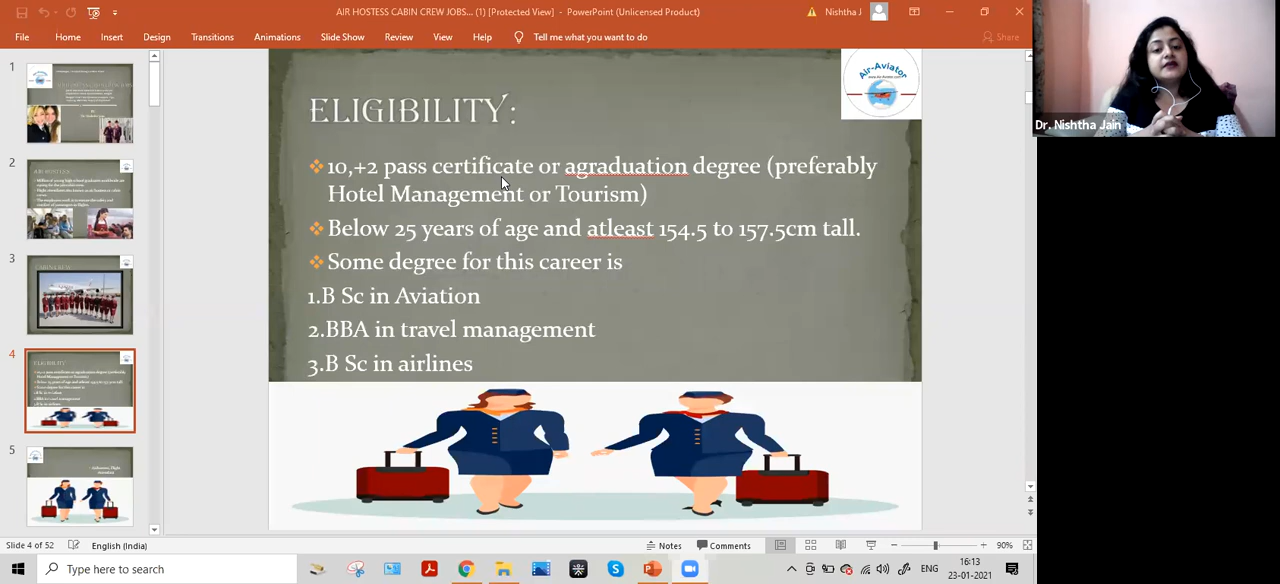 AIR HOSTESS CABIN CREW JOBS... (1) [Protected View] - PowerPoint (Unlicensed Product)
Nishtha J
File Home Insert Design Transitions Animations Slide Show Review View Help Tell me what you want to do Share
1
2
3
4
5
ELIGIBILITY:
10,+2 pass certificate or agraduation degree (preferably
Hotel Management or Tourism)
Below 25 years of age and atleast 154.5 to 157.5cm tall.
Some degree for this career is
1.B Sc in Aviation
2.BBA in travel management
3.B Sc in airlines
Air-Aviator
Dr. Nishtha Jain
Slide 4 of 52 English (India) Notes Comments 90%
Type here to search
ENG
16:13
23-01-2021